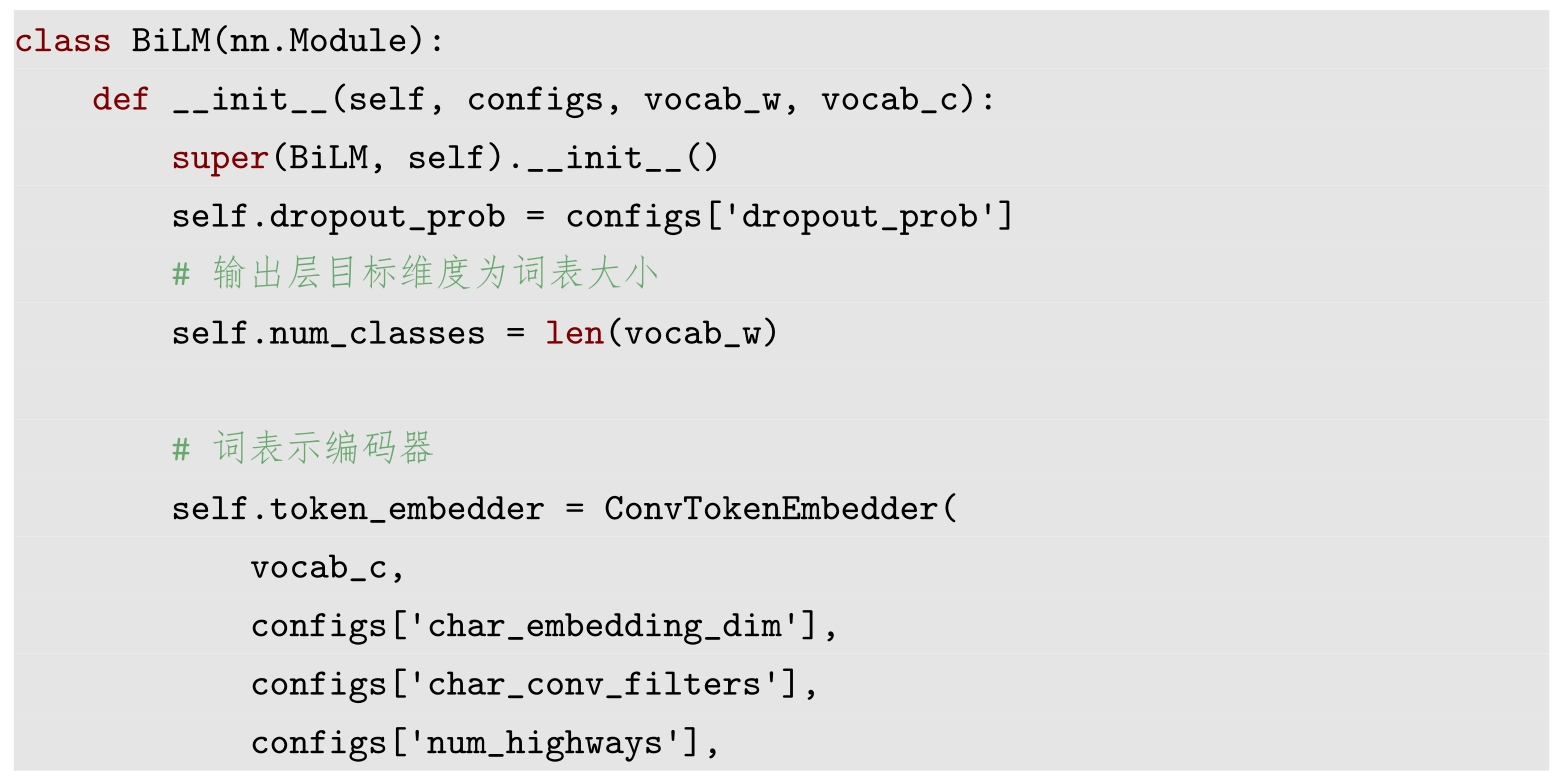 class BiLM(nn.Module):
    def __init__(self, configs, vocab_w, vocab_c):
        super(BiLM, self).__init__()
        self.dropout_prob = configs['dropout_prob']
        # 输出层目标维度为词表大小
        self.num_classes = len(vocab_w)

        # 词表示编码器
        self.token_embedder = ConvTokenEmbedder(
            vocab_c,
            configs['char_embedding_dim'],
            configs['char_conv_filters'],
            configs['num_highways'],